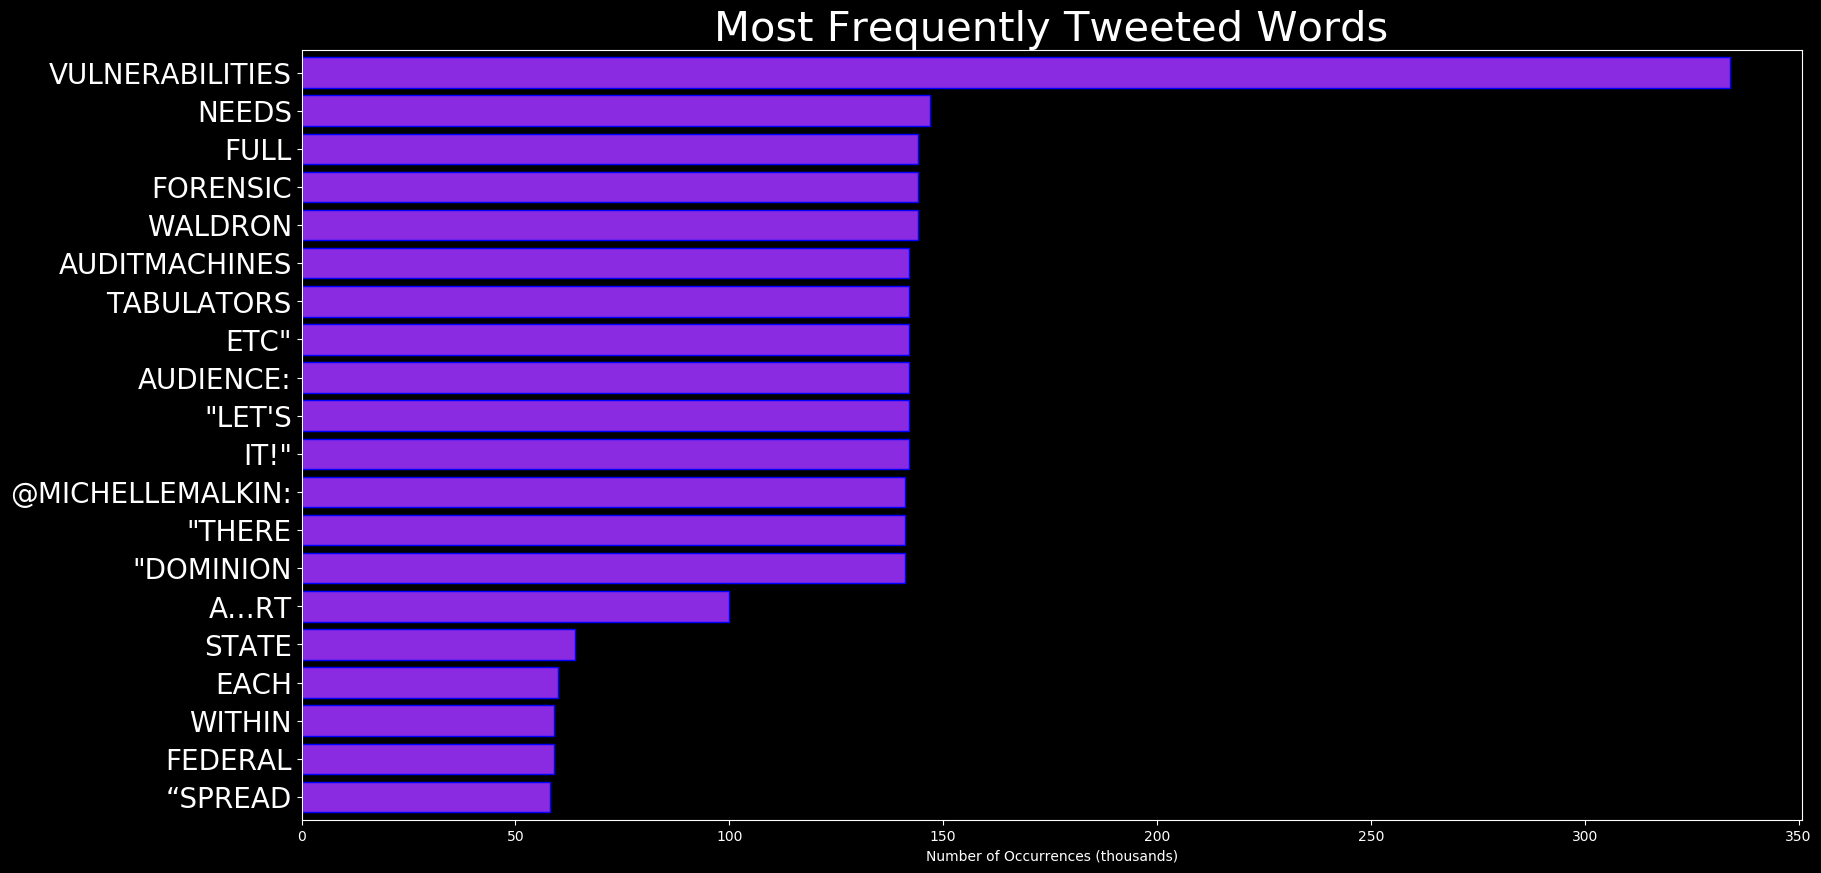 Most Frequently Tweeted Words
VULNERABILITIES
NEEDS
FULL
FORENSIC
WALDRON
AUDITMACHINES
TABULATORS
ETC"
AUDIENCE:
"LET'S
IT!"
@MICHELLEMALKIN:
"THERE
"DOMINION
A…RT
STATE
EACH
WITHIN
FEDERAL
“SPREAD
0 50 100 150 200 250 300 350
Number of Occurrences (thousands)